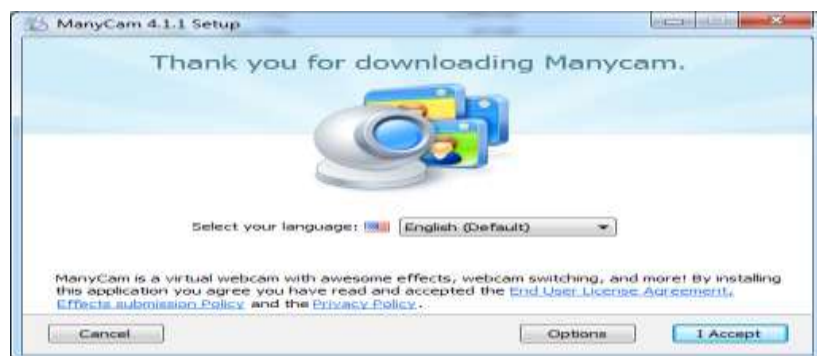 ManyCam 4.1.1 Setup
Thank you for downloading Manycam.
Select your language: English (Default)
ManyCam is a virtual webcam with awesome effects, webcam switching, and more! By installing
this application you agree you have read and accepted the End User License Agreement,
Effects submission Policy and the Privacy Policy.
Cancel Options I Accept